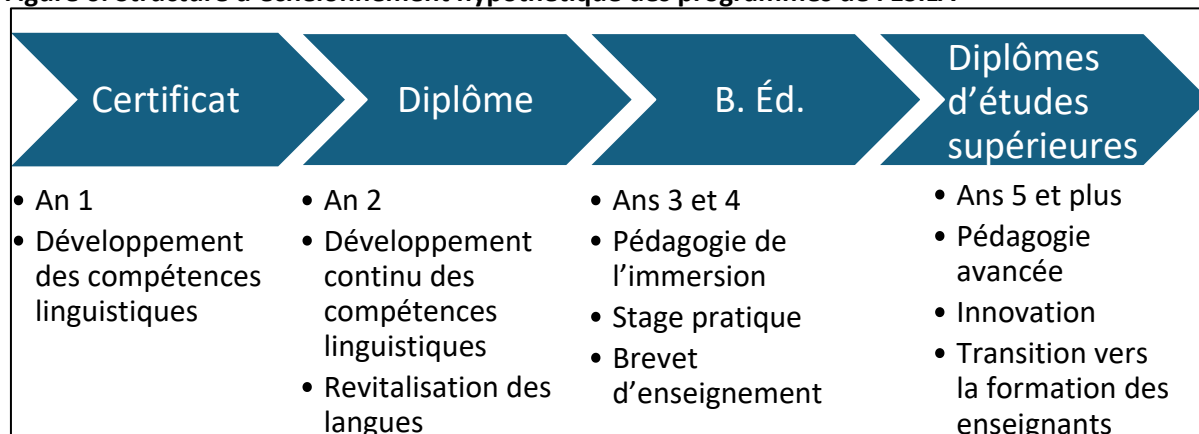 Certificat
Diplôme
B. Éd.
Diplômes
d’études
supérieures
• An 1
• Développement
des compétences
linguistiques
• An 2
• Développement
continu des
compétences
linguistiques
• Revitalisation des
langues
• Ans 3 et 4
• Pédagogie de
l’immersion
• Stage pratique
• Brevet
d’enseignement
• Ans 5 et plus
• Pédagogie
avancée
• Innovation
• Transition vers
la formation des
enseignants